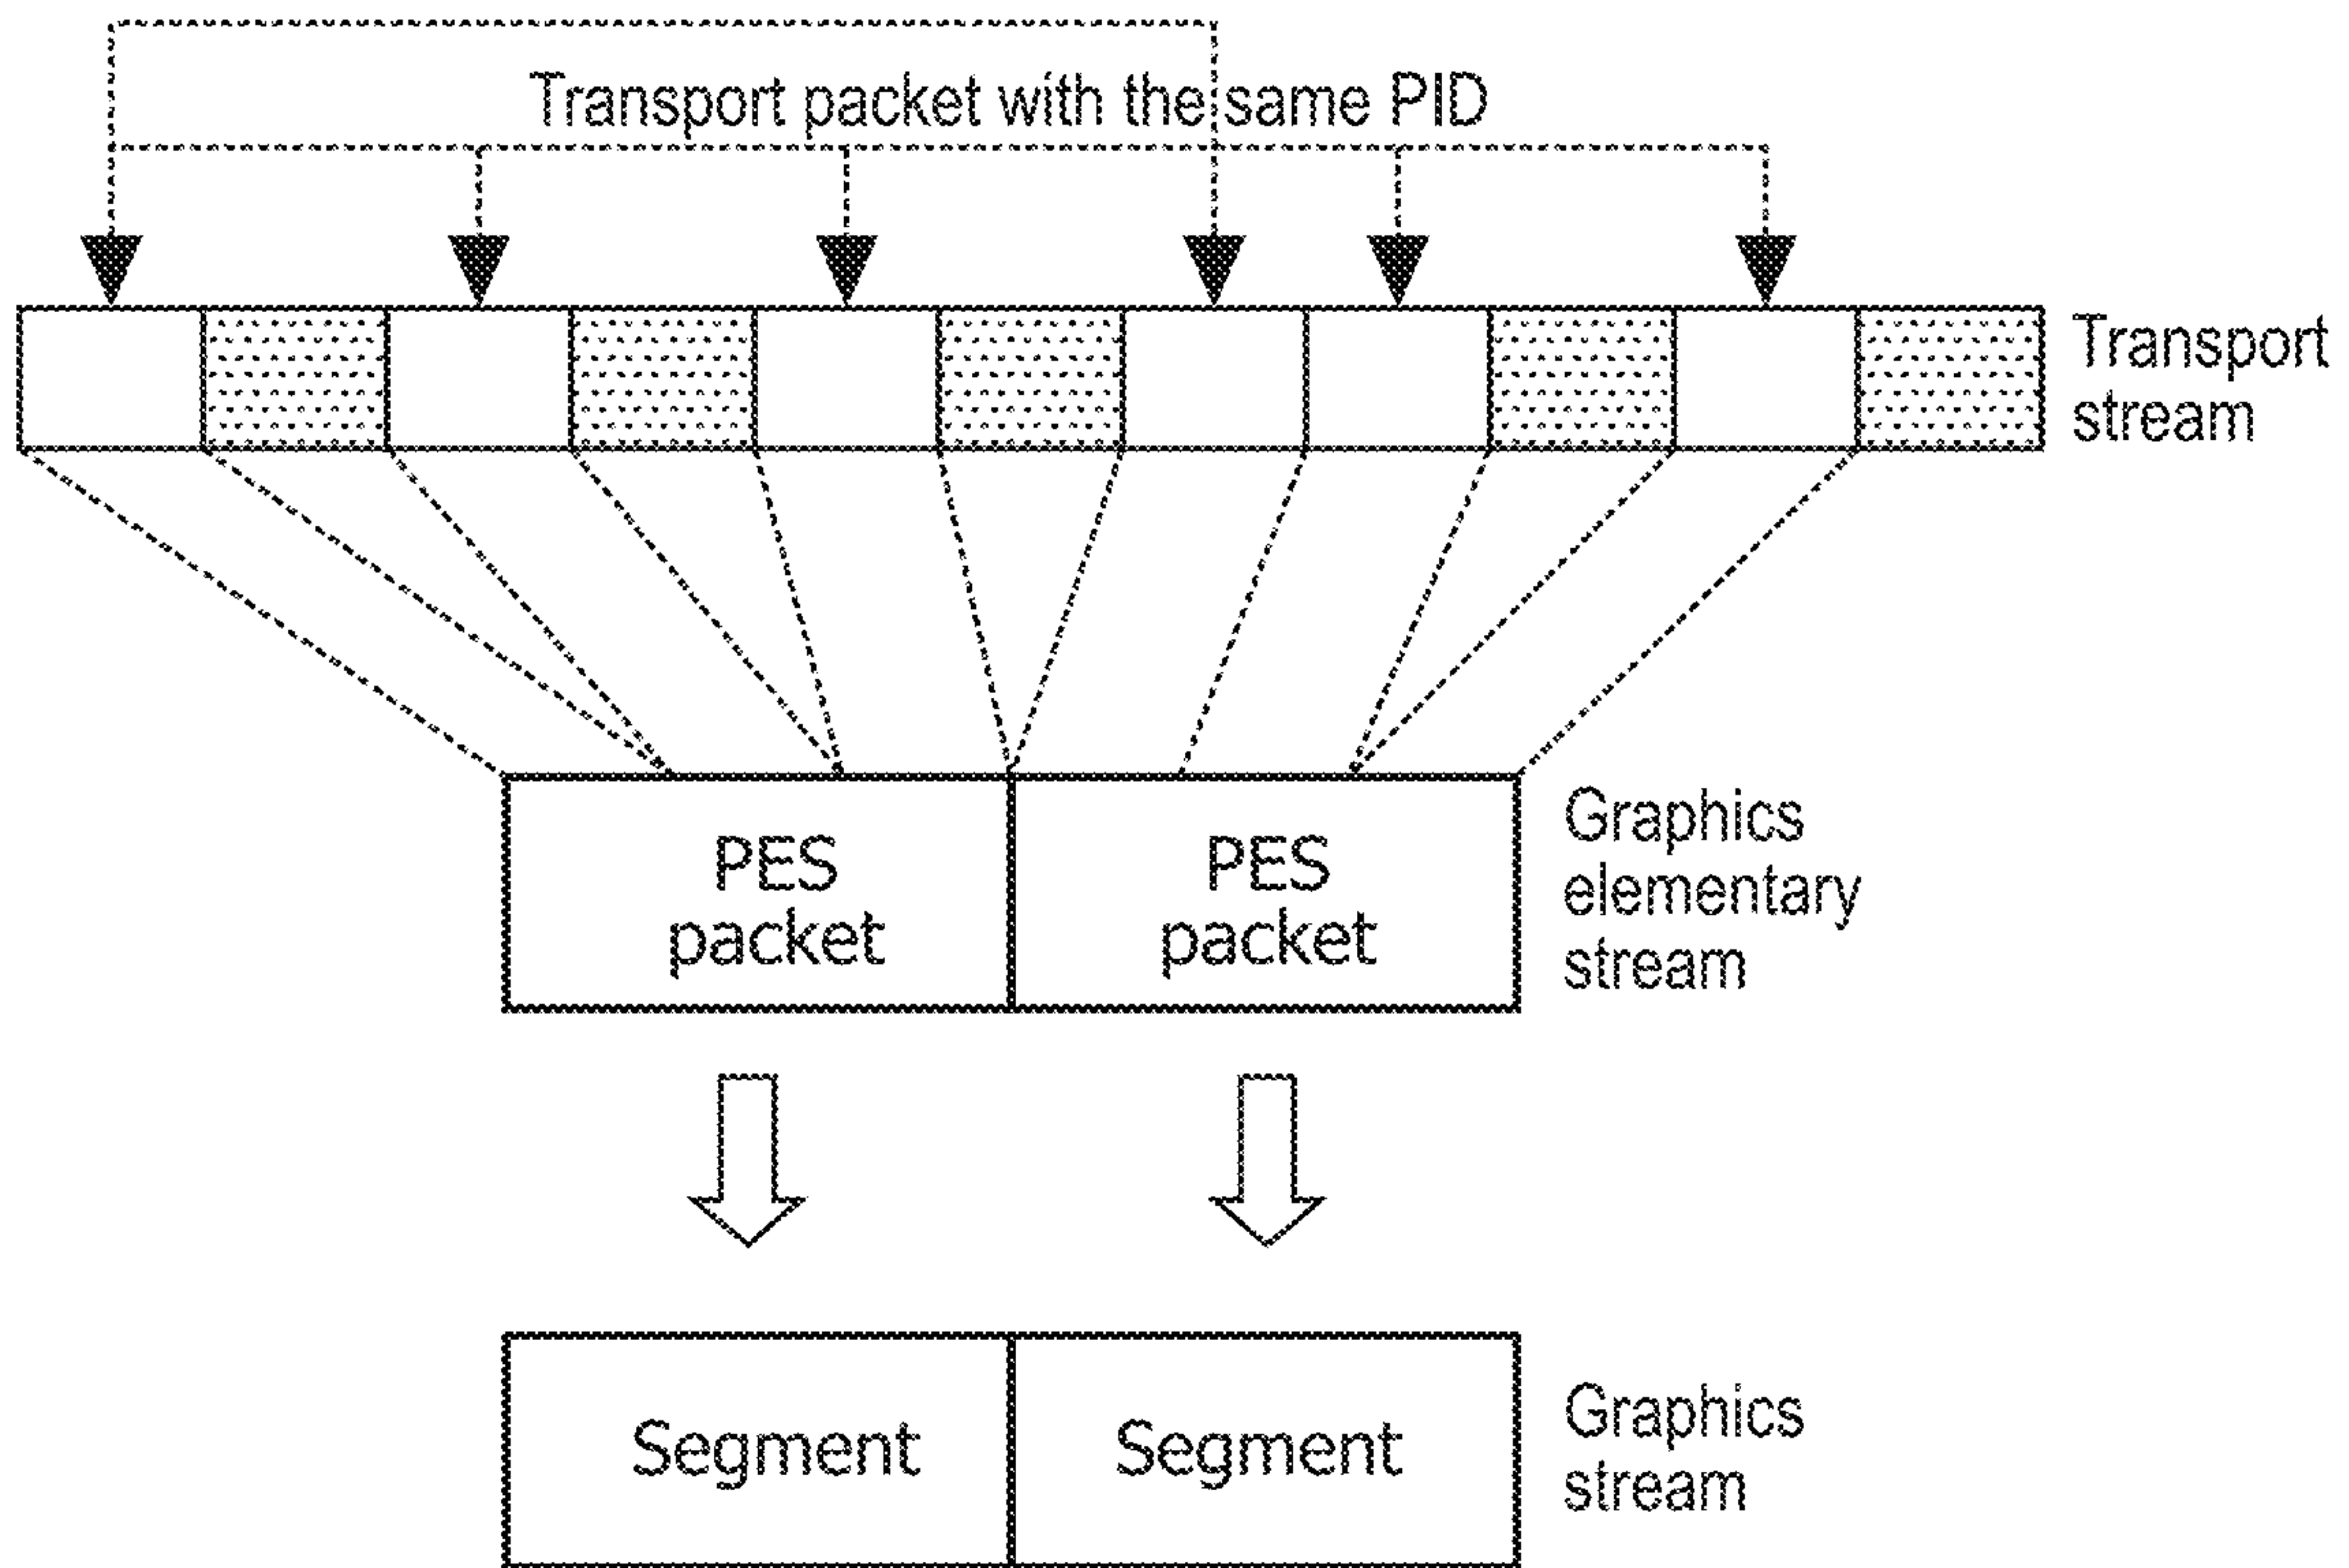 Transport packet with the same PID
Transport
stream
PES
packet
PES
packet
Graphics
elementary
stream
Segment
Segment
Graphics
stream